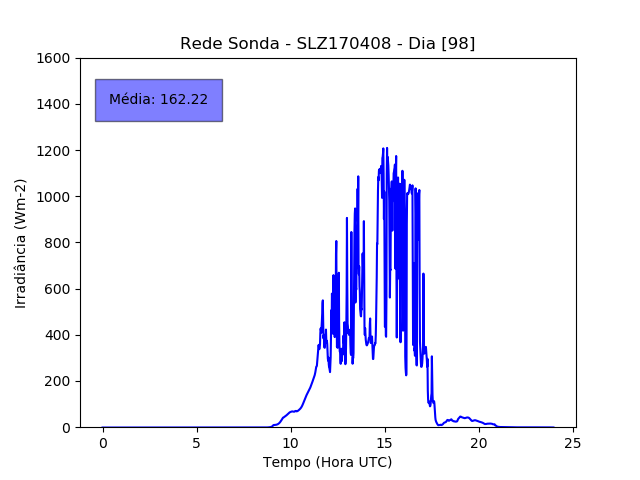 Rede Sonda - SLZ170408 - Dia [98]
1600
1400
1200
1000
800
600
400
200
0
Média: 162.22
Irradiância (Wm-2)
0 5 10 15 20 25
Tempo (Hora UTC)